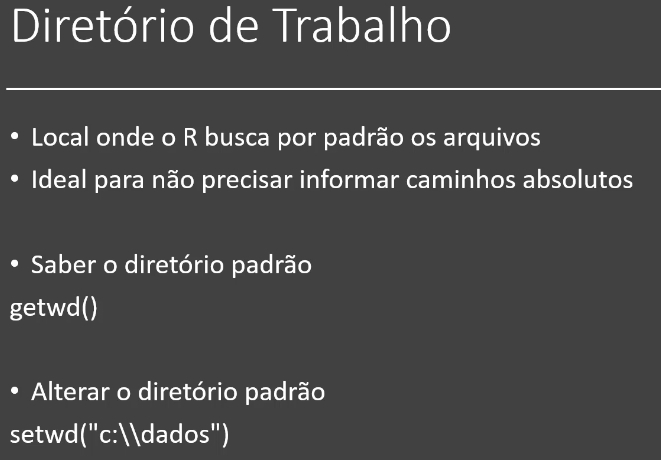 Diretório de Trabalho
• Local onde o R busca por padrão os arquivos
• Ideal para não precisar informar caminhos absolutos
• Saber o diretório padrão
getwd()
• Alterar o diretório padrão
setwd("c:\\dados")